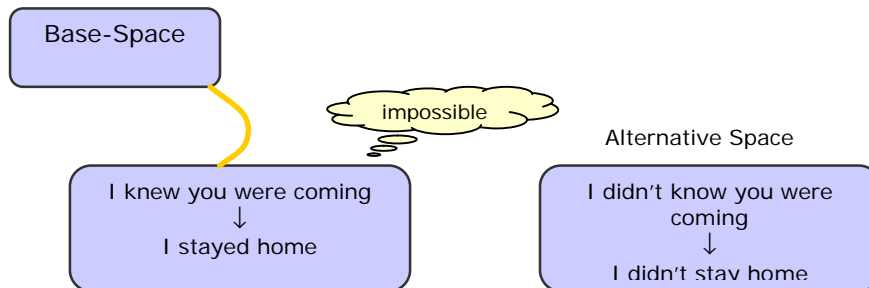 Base-Space
impossible
Alternative Space
I knew you were coming
↓
I stayed home
I didn't know you were
coming
↓
I didn't stay home